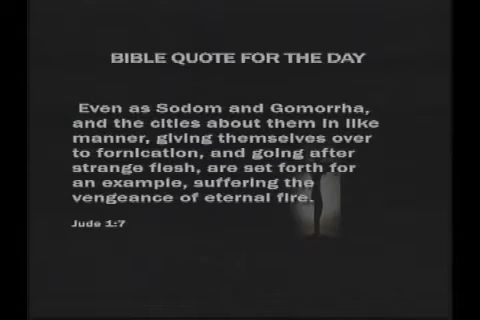 BIBLE QUOTE FOR THE DAY
Even as Sodom and Gomorrha,
and the cities about them in like
manner, giving themselves over
to fornication, and going after
strange flesh, are set forth for
an example, suffering the
vengeance of eternal fire.
Jude 1:7